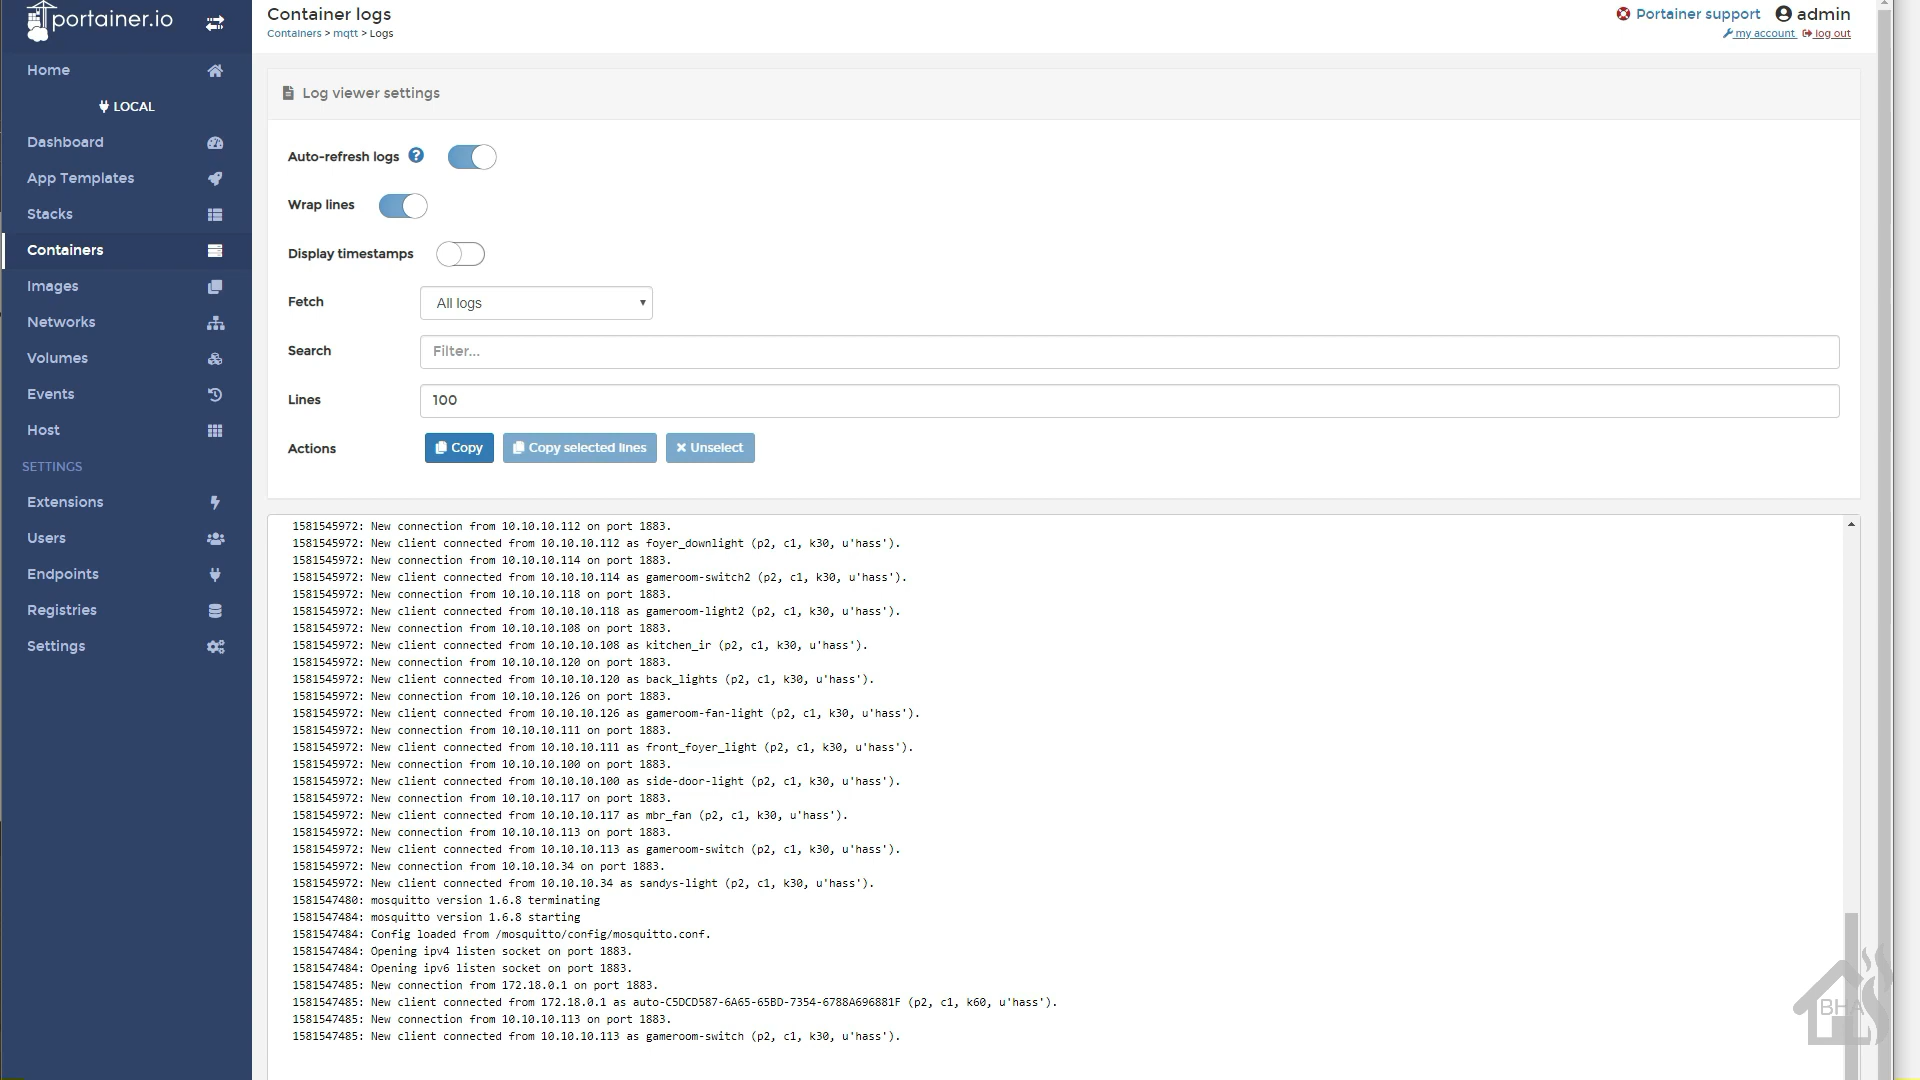 portainer.io
Container logs
Containers > mqtt > Logs
Portainer support admin
my account log out
Home
LOCAL
Dashboard
App Templates
Stacks
Containers
Images
Networks
Volumes
Events
Host
SETTINGS
Extensions
Users
Endpoints
Registries
Settings
Log viewer settings
Auto-refresh logs ?
Wrap lines
Display timestamps
Fetch All logs
Search Filter...
Lines 100
Actions Copy Copy selected lines Unselect
1581545972: New connection from 10.10.10.112 on port 1883.
1581545972: New client connected from 10.10.10.112 as foyer_downlight (p2, c1, k30, u'hass').
1581545972: New connection from 10.10.10.114 on port 1883.
1581545972: New client connected from 10.10.10.114 as gameroom-switch2 (p2, c1, k30, u'hass').
1581545972: New connection from 10.10.10.118 on port 1883.
1581545972: New client connected from 10.10.10.118 as gameroom-light2 (p2, c1, k30, u'hass').
1581545972: New connection from 10.10.10.108 on port 1883.
1581545972: New client connected from 10.10.10.108 as kitchen_ir (p2, c1, k30, u'hass').
1581545972: New connection from 10.10.10.120 on port 1883.
1581545972: New client connected from 10.10.10.120 as back_lights (p2, c1, k30, u'hass').
1581545972: New connection from 10.10.10.126 on port 1883.
1581545972: New client connected from 10.10.10.126 as gameroom-fan-light (p2, c1, k30, u'hass').
1581545972: New connection from 10.10.10.111 on port 1883.
1581545972: New client connected from 10.10.10.111 as front_foyer_light (p2, c1, k30, u'hass').
1581545972: New connection from 10.10.10.100 on port 1883.
1581545972: New client connected from 10.10.10.100 as side-door-light (p2, c1, k30, u'hass').
1581545972: New connection from 10.10.10.117 on port 1883.
1581545972: New client connected from 10.10.10.117 as mbr_fan (p2, c1, k30, u'hass').
1581545972: New connection from 10.10.10.113 on port 1883.
1581545972: New client connected from 10.10.10.113 as gameroom-switch (p2, c1, k30, u'hass').
1581545972: New connection from 10.10.10.34 on port 1883.
1581545972: New client connected from 10.10.10.34 as sandys-light (p2, c1, k30, u'hass').
1581547480: mosquitto version 1.6.8 terminating
1581547484: mosquitto version 1.6.8 starting
1581547484: Config loaded from /mosquitto/config/mosquitto.conf.
1581547484: Opening ipv4 listen socket on port 1883.
1581547484: Opening ipv6 listen socket on port 1883.
1581547485: New connection from 172.18.0.1 on port 1883.
1581547485: New client connected from 172.18.0.1 as auto-C5DCD587-6A65-65BD-7354-6788A696881F (p2, c1, k60, u'hass').
1581547485: New connection from 10.10.10.113 on port 1883.
1581547485: New client connected from 10.10.10.113 as gameroom-switch (p2, c1, k30, u'hass').
BHA